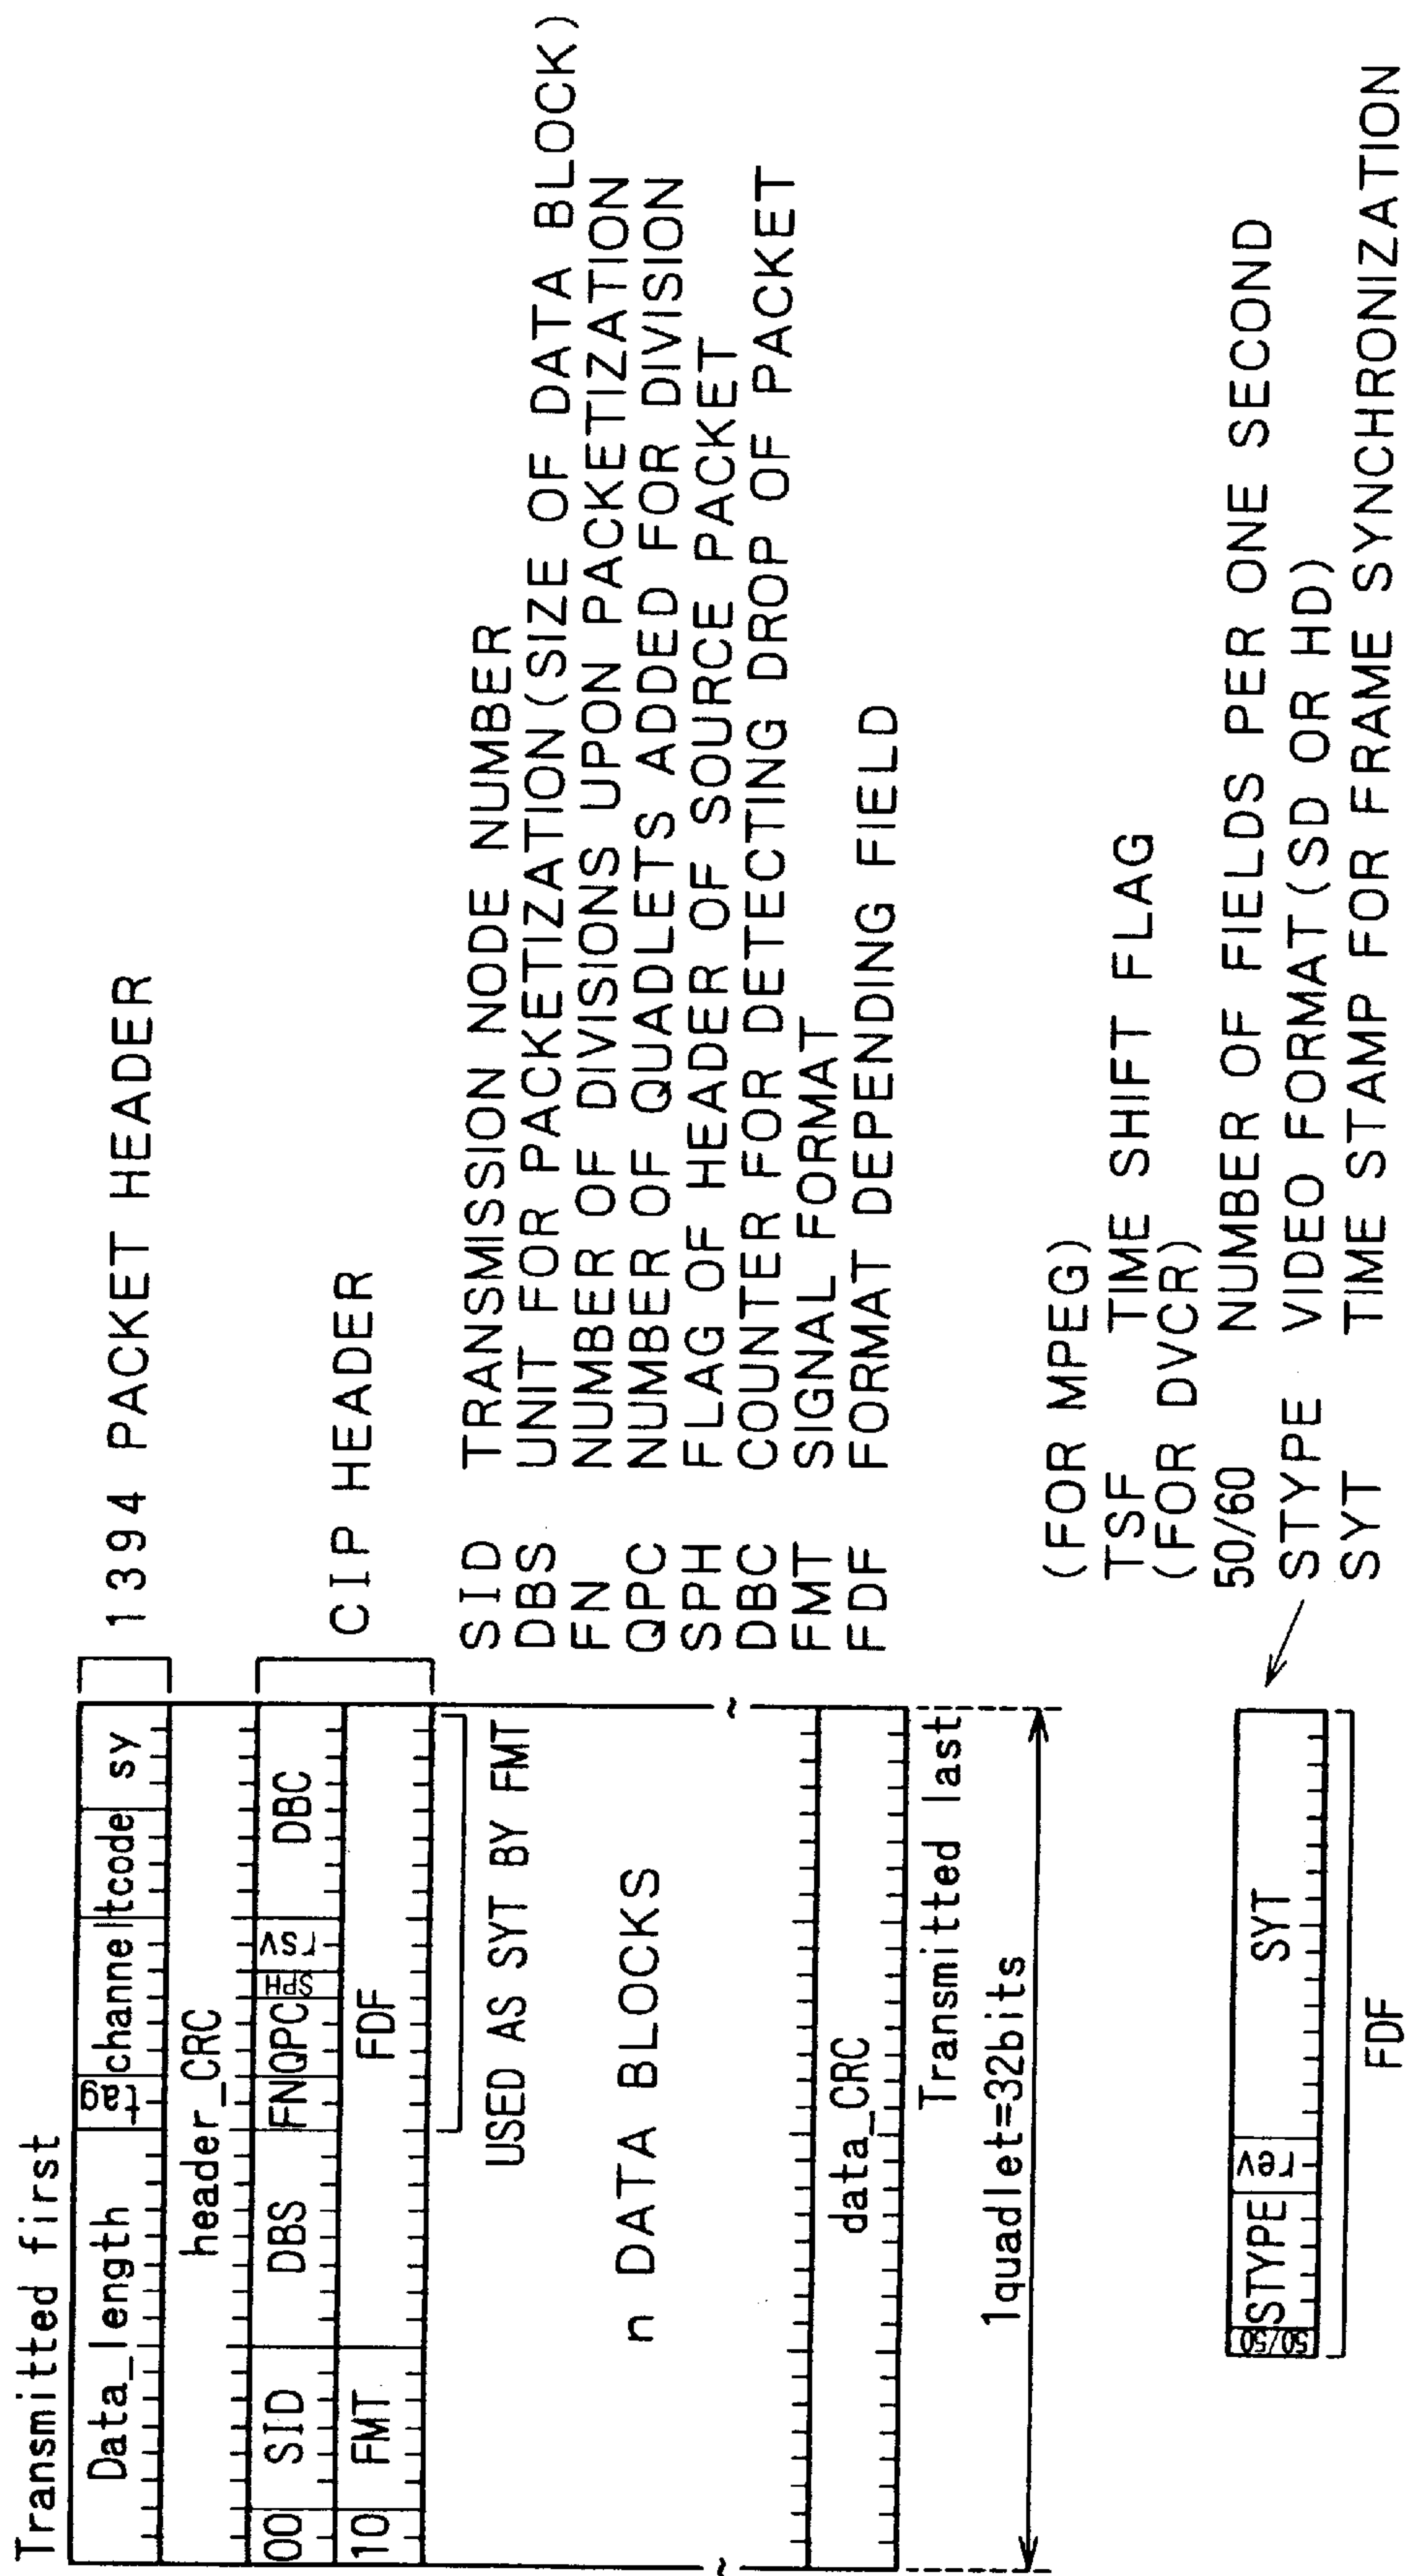 Transmitted first
Data_length tag channel tcode sy
1394 PACKET HEADER
header_CRC
00 SID DBS FN QPC SPH rsv DBC
10 FMT FDF
CIP HEADER
USED AS SYT BY FMT
n DATA BLOCKS
data_CRC
Transmitted last
1quadlet=32bits
SID TRANSMISSION NODE NUMBER
DBS UNIT FOR PACKETIZATION (SIZE OF DATA BLOCK)
FN NUMBER OF DIVISIONS UPON PACKETIZATION
QPC NUMBER OF QUADLETS ADDED FOR DIVISION
SPH FLAG OF HEADER OF SOURCE PACKET
DBC COUNTER FOR DETECTING DROP OF PACKET
FMT SIGNAL FORMAT
FDF FORMAT DEPENDING FIELD
(FOR MPEG)
TSF TIME SHIFT FLAG
(FOR DVCR)
50/60 NUMBER OF FIELDS PER ONE SECOND
STYPE VIDEO FORMAT (SD OR HD)
SYT TIME STAMP FOR FRAME SYNCHRONIZATION
50/50 STYPE rev SYT
FDF